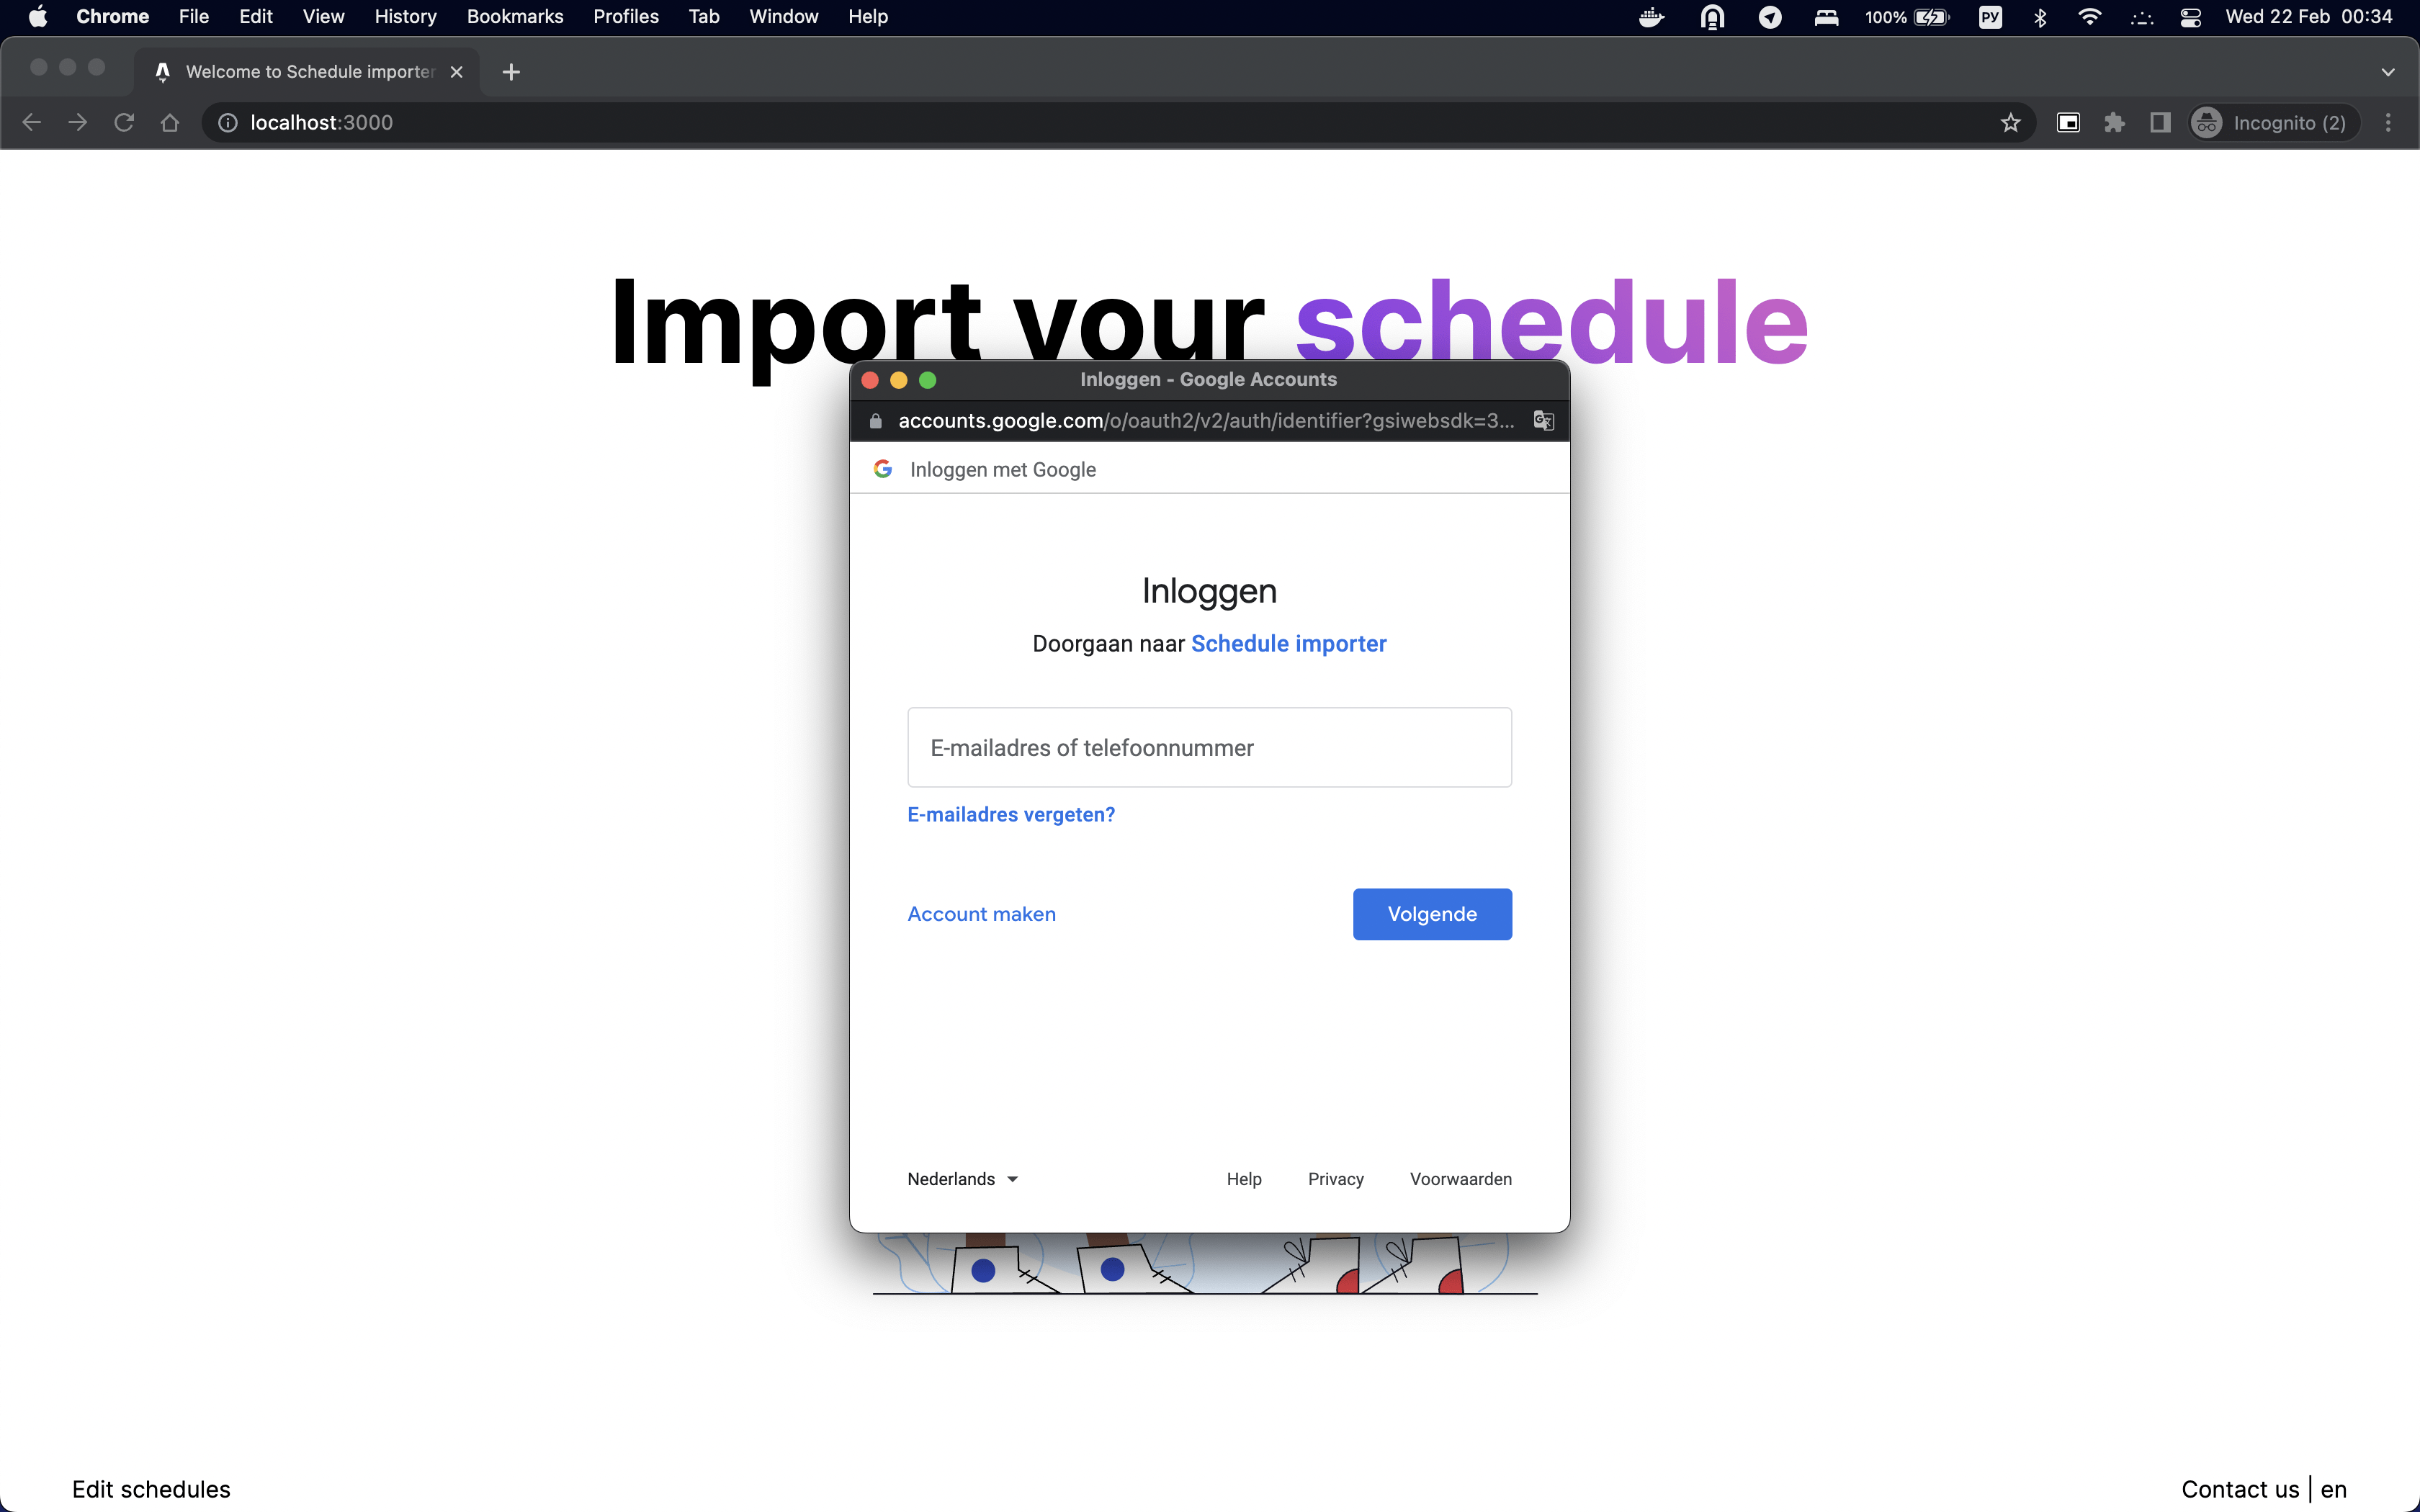 Chrome File Edit View History Bookmarks Profiles Tab Window Help 100% РУ Wed 22 Feb 00:34
Welcome to Schedule importer
localhost:3000 Incognito (2)
Import your schedule
Inloggen - Google Accounts
accounts.google.com/o/oauth2/v2/auth/identifier?gsiwebsdk=3...
Inloggen met Google
Inloggen
Doorgaan naar Schedule importer
E-mailadres of telefoonnummer
E-mailadres vergeten?
Account maken Volgende
Nederlands Help Privacy Voorwaarden
Edit schedules Contact us | en